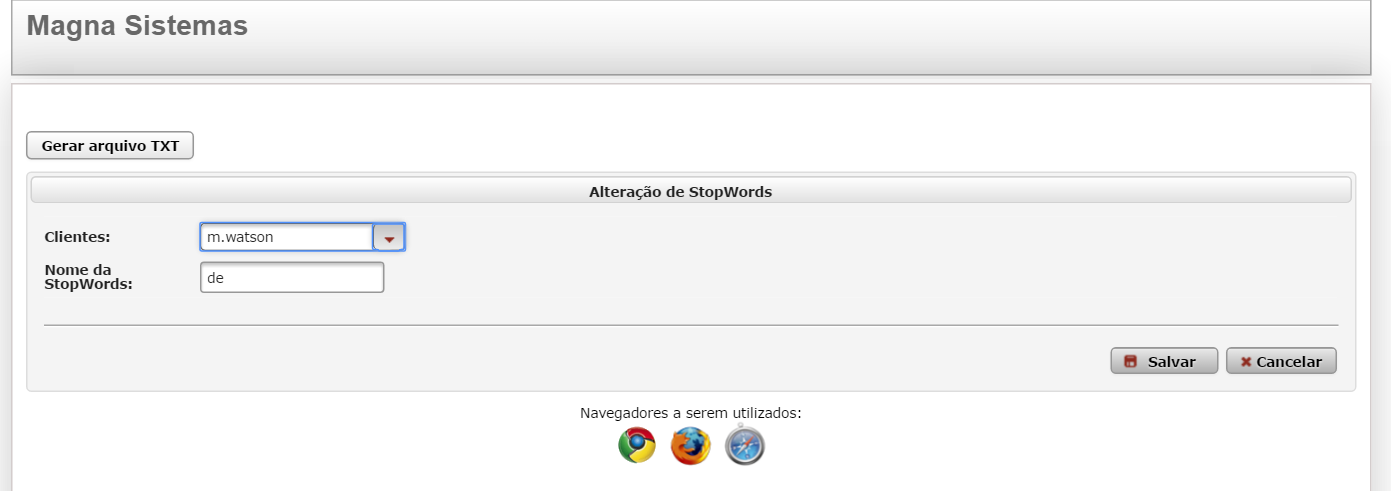 Magna Sistemas
Gerar arquivo TXT
Alteração de StopWords
Clientes:
m.watson
Nome da
StopWords:
de
Salvar
Cancelar
Navegadores a serem utilizados: